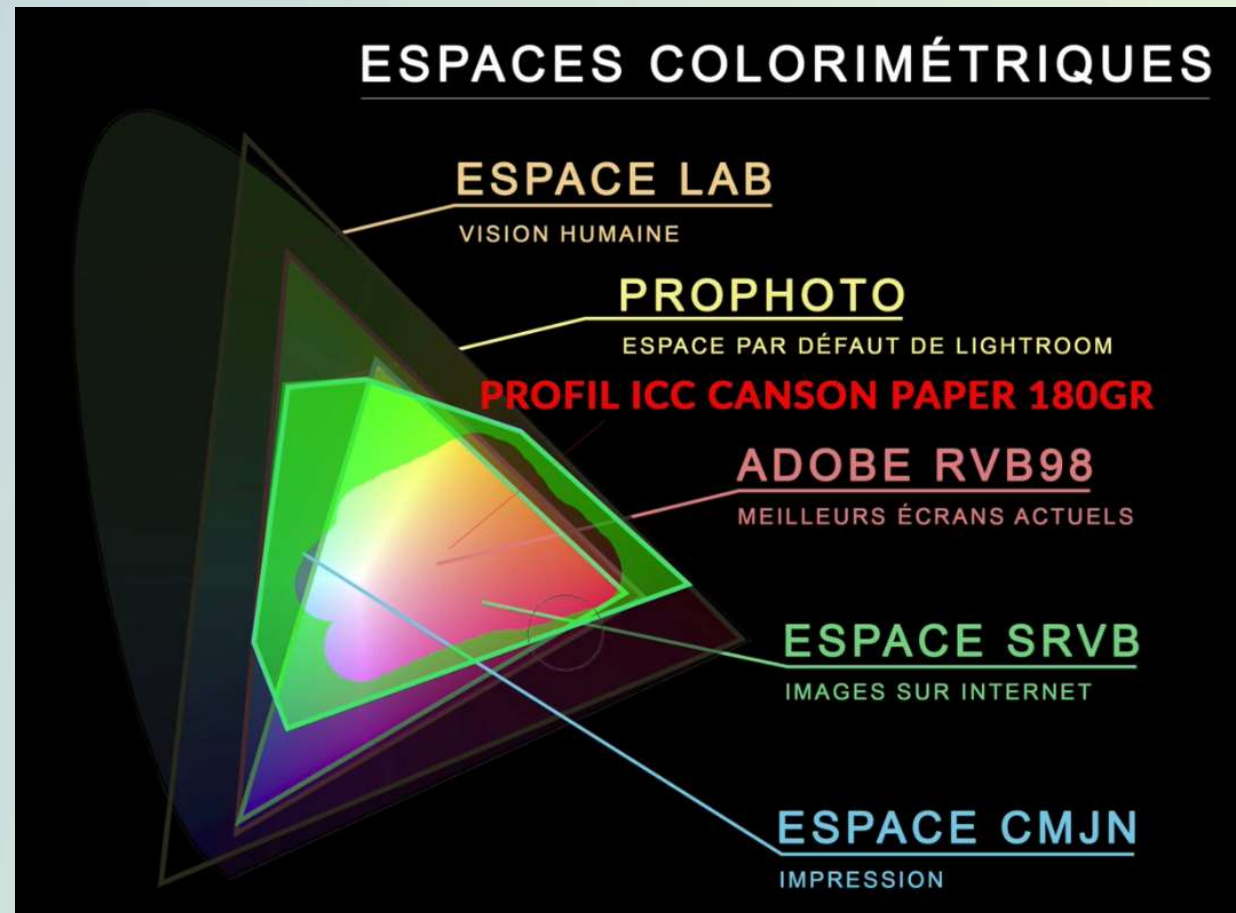 ESPACES COLORIMÉTRIQUES
ESPACE LAB
VISION HUMAINE
PROPHOTO
ESPACE PAR DÉFAUT DE LIGHTROOM
PROFIL ICC CANSON PAPER 180GR
ADOBE RVB98
MEILLEURS ÉCRANS ACTUELS
ESPACE SRVB
IMAGES SUR INTERNET
ESPACE CMJN
IMPRESSION